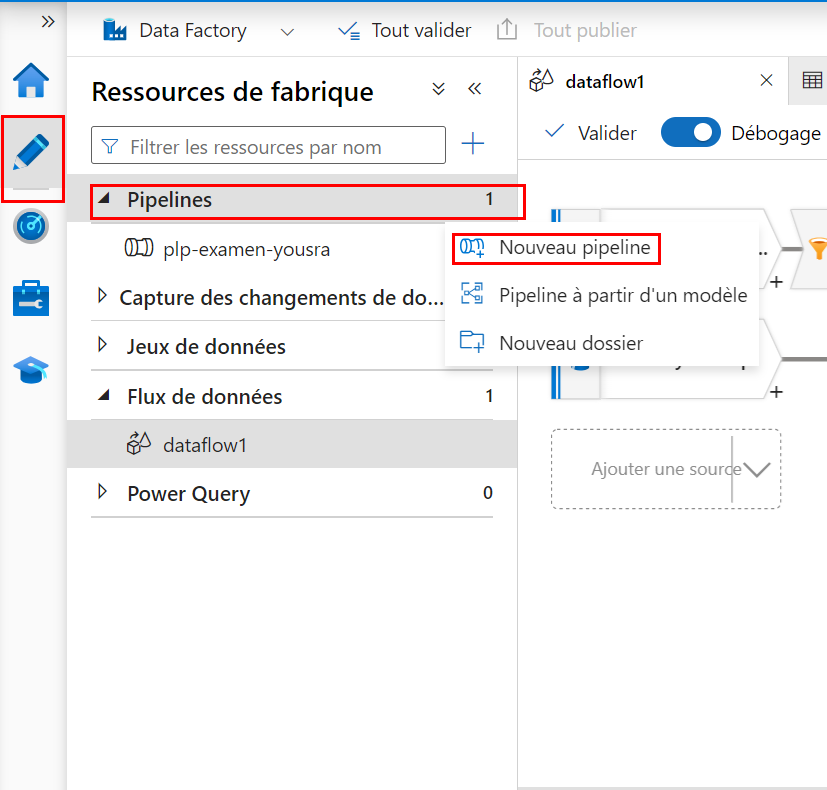 Data Factory
Tout valider
Tout publier
Ressources de fabrique
dataflow1
Filtrer les ressources par nom
Valider
Débogage
Pipelines 1
plp-examen-yousra
Nouveau pipeline
Capture des changements de do...
Pipeline à partir d'un modèle
Jeux de données
Nouveau dossier
Flux de données 1
dataflow1
Ajouter une source
Power Query 0